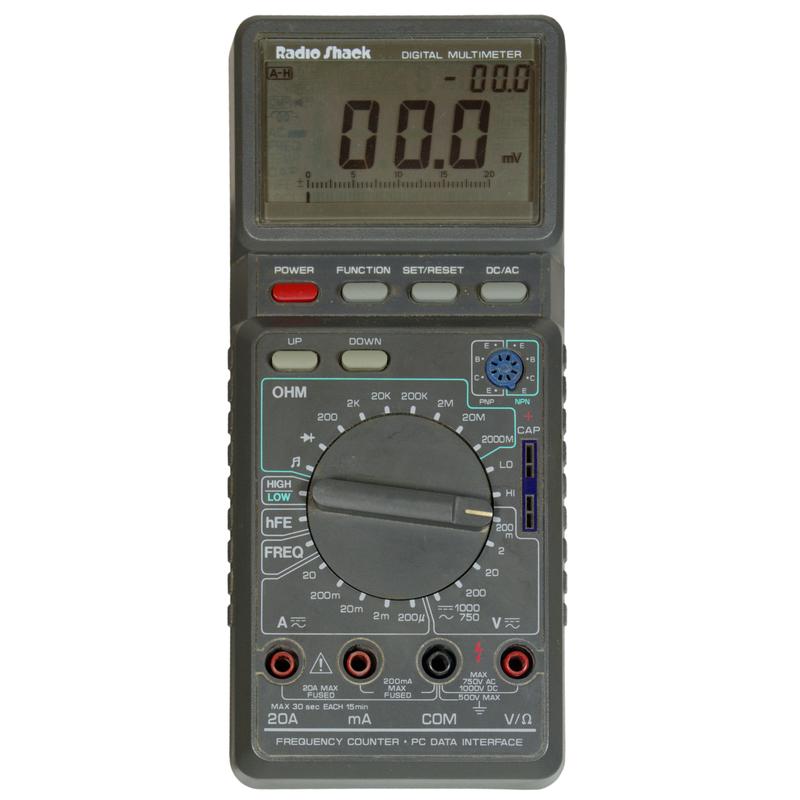 Radio Shack DIGITAL MULTIMETER
A-H - 00.0
00.0 mV
± 0 5 10 15 20
POWER FUNCTION SET/RESET DC/AC
UP DOWN
E E
B B
C C
E E
PNP NPN
OHM
200 2K 20K 200K 2M 20M 2000M
+
CAP
LO
HI
HIGH
LOW
hFE
FREQ
200m
2
20
200
1000
750
V
A
20
200m
20m
2m
200µ
20A MAX
FUSED
200mA
MAX
FUSED
MAX
750V AC
1000V DC
500V MAX
MAX 30 sec EACH 15min
20A mA COM V/Ω
FREQUENCY COUNTER • PC DATA INTERFACE